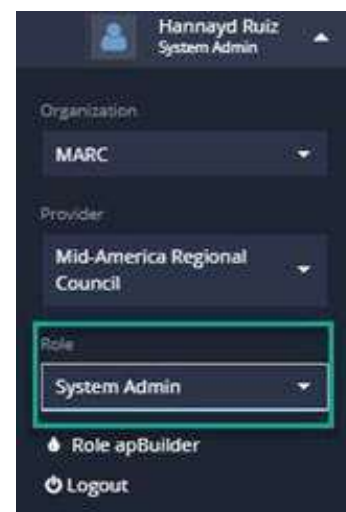 Hannayd Ruiz
System Admin
Organization
MARC
Provider
Mid-America Regional
Council
Role
System Admin
Role apBuilder
Logout